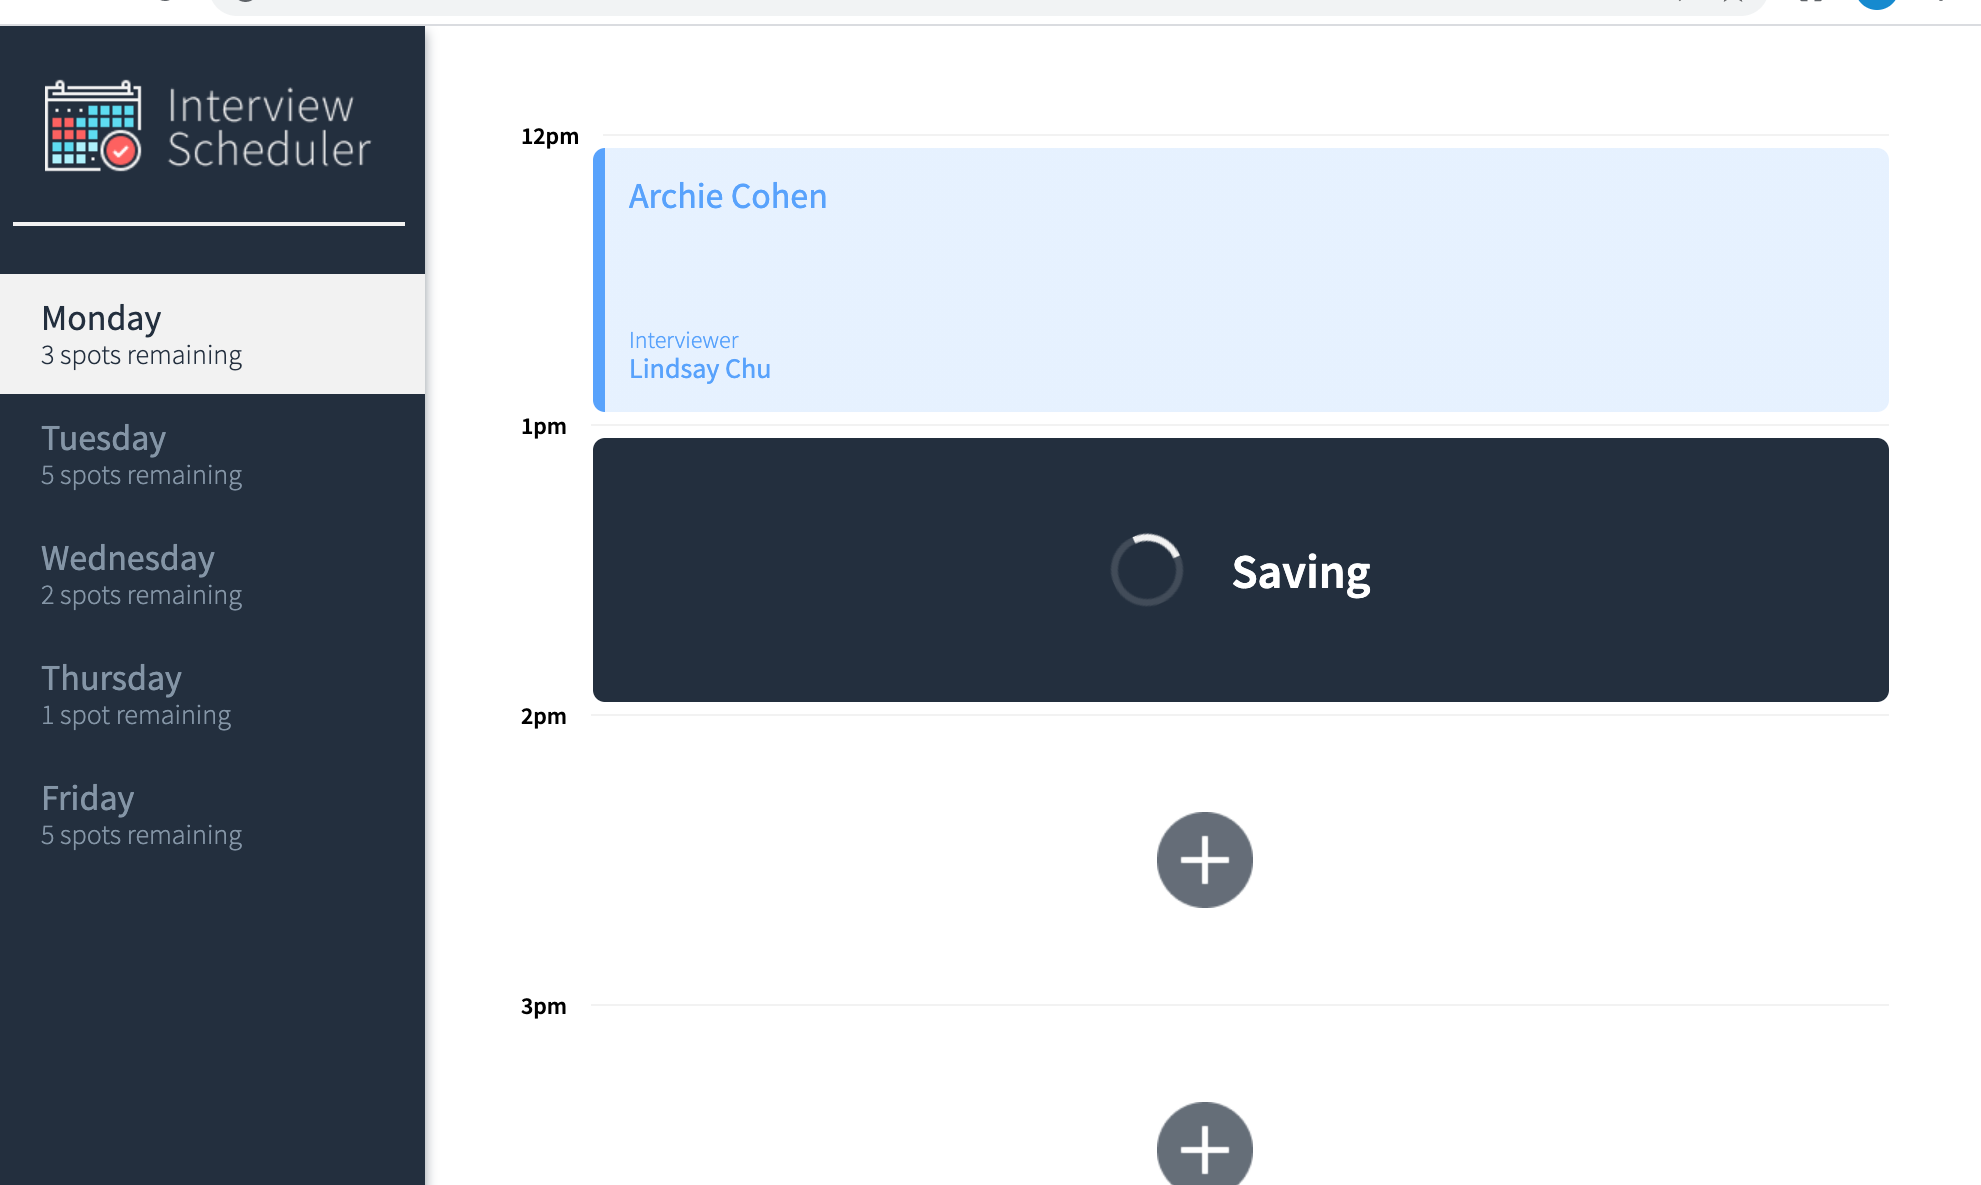 Interview
Scheduler
Monday
3 spots remaining
Tuesday
5 spots remaining
Wednesday
2 spots remaining
Thursday
1 spot remaining
Friday
5 spots remaining
12pm
Archie Cohen
Interviewer
Lindsay Chu
1pm
Saving
2pm
3pm